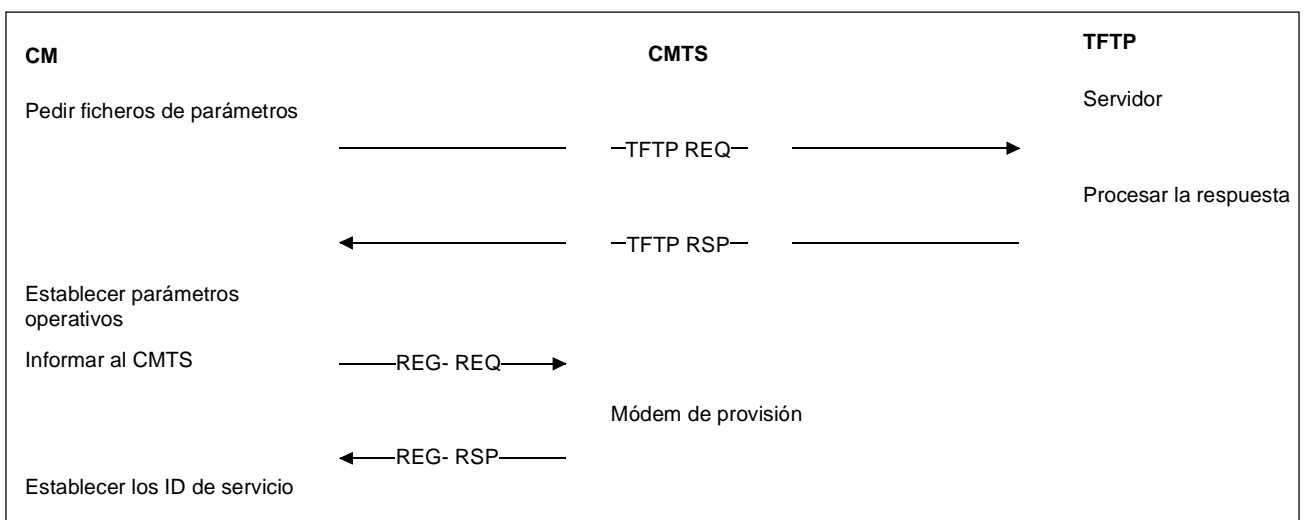 CM
CMTS
TFTP
Pedir ficheros de parámetros
Servidor
TFTP REQ
Procesar la respuesta
TFTP RSP
Establecer parámetros
operativos
Informar al CMTS
REG- REQ
Módem de provisión
REG- RSP
Establecer los ID de servicio